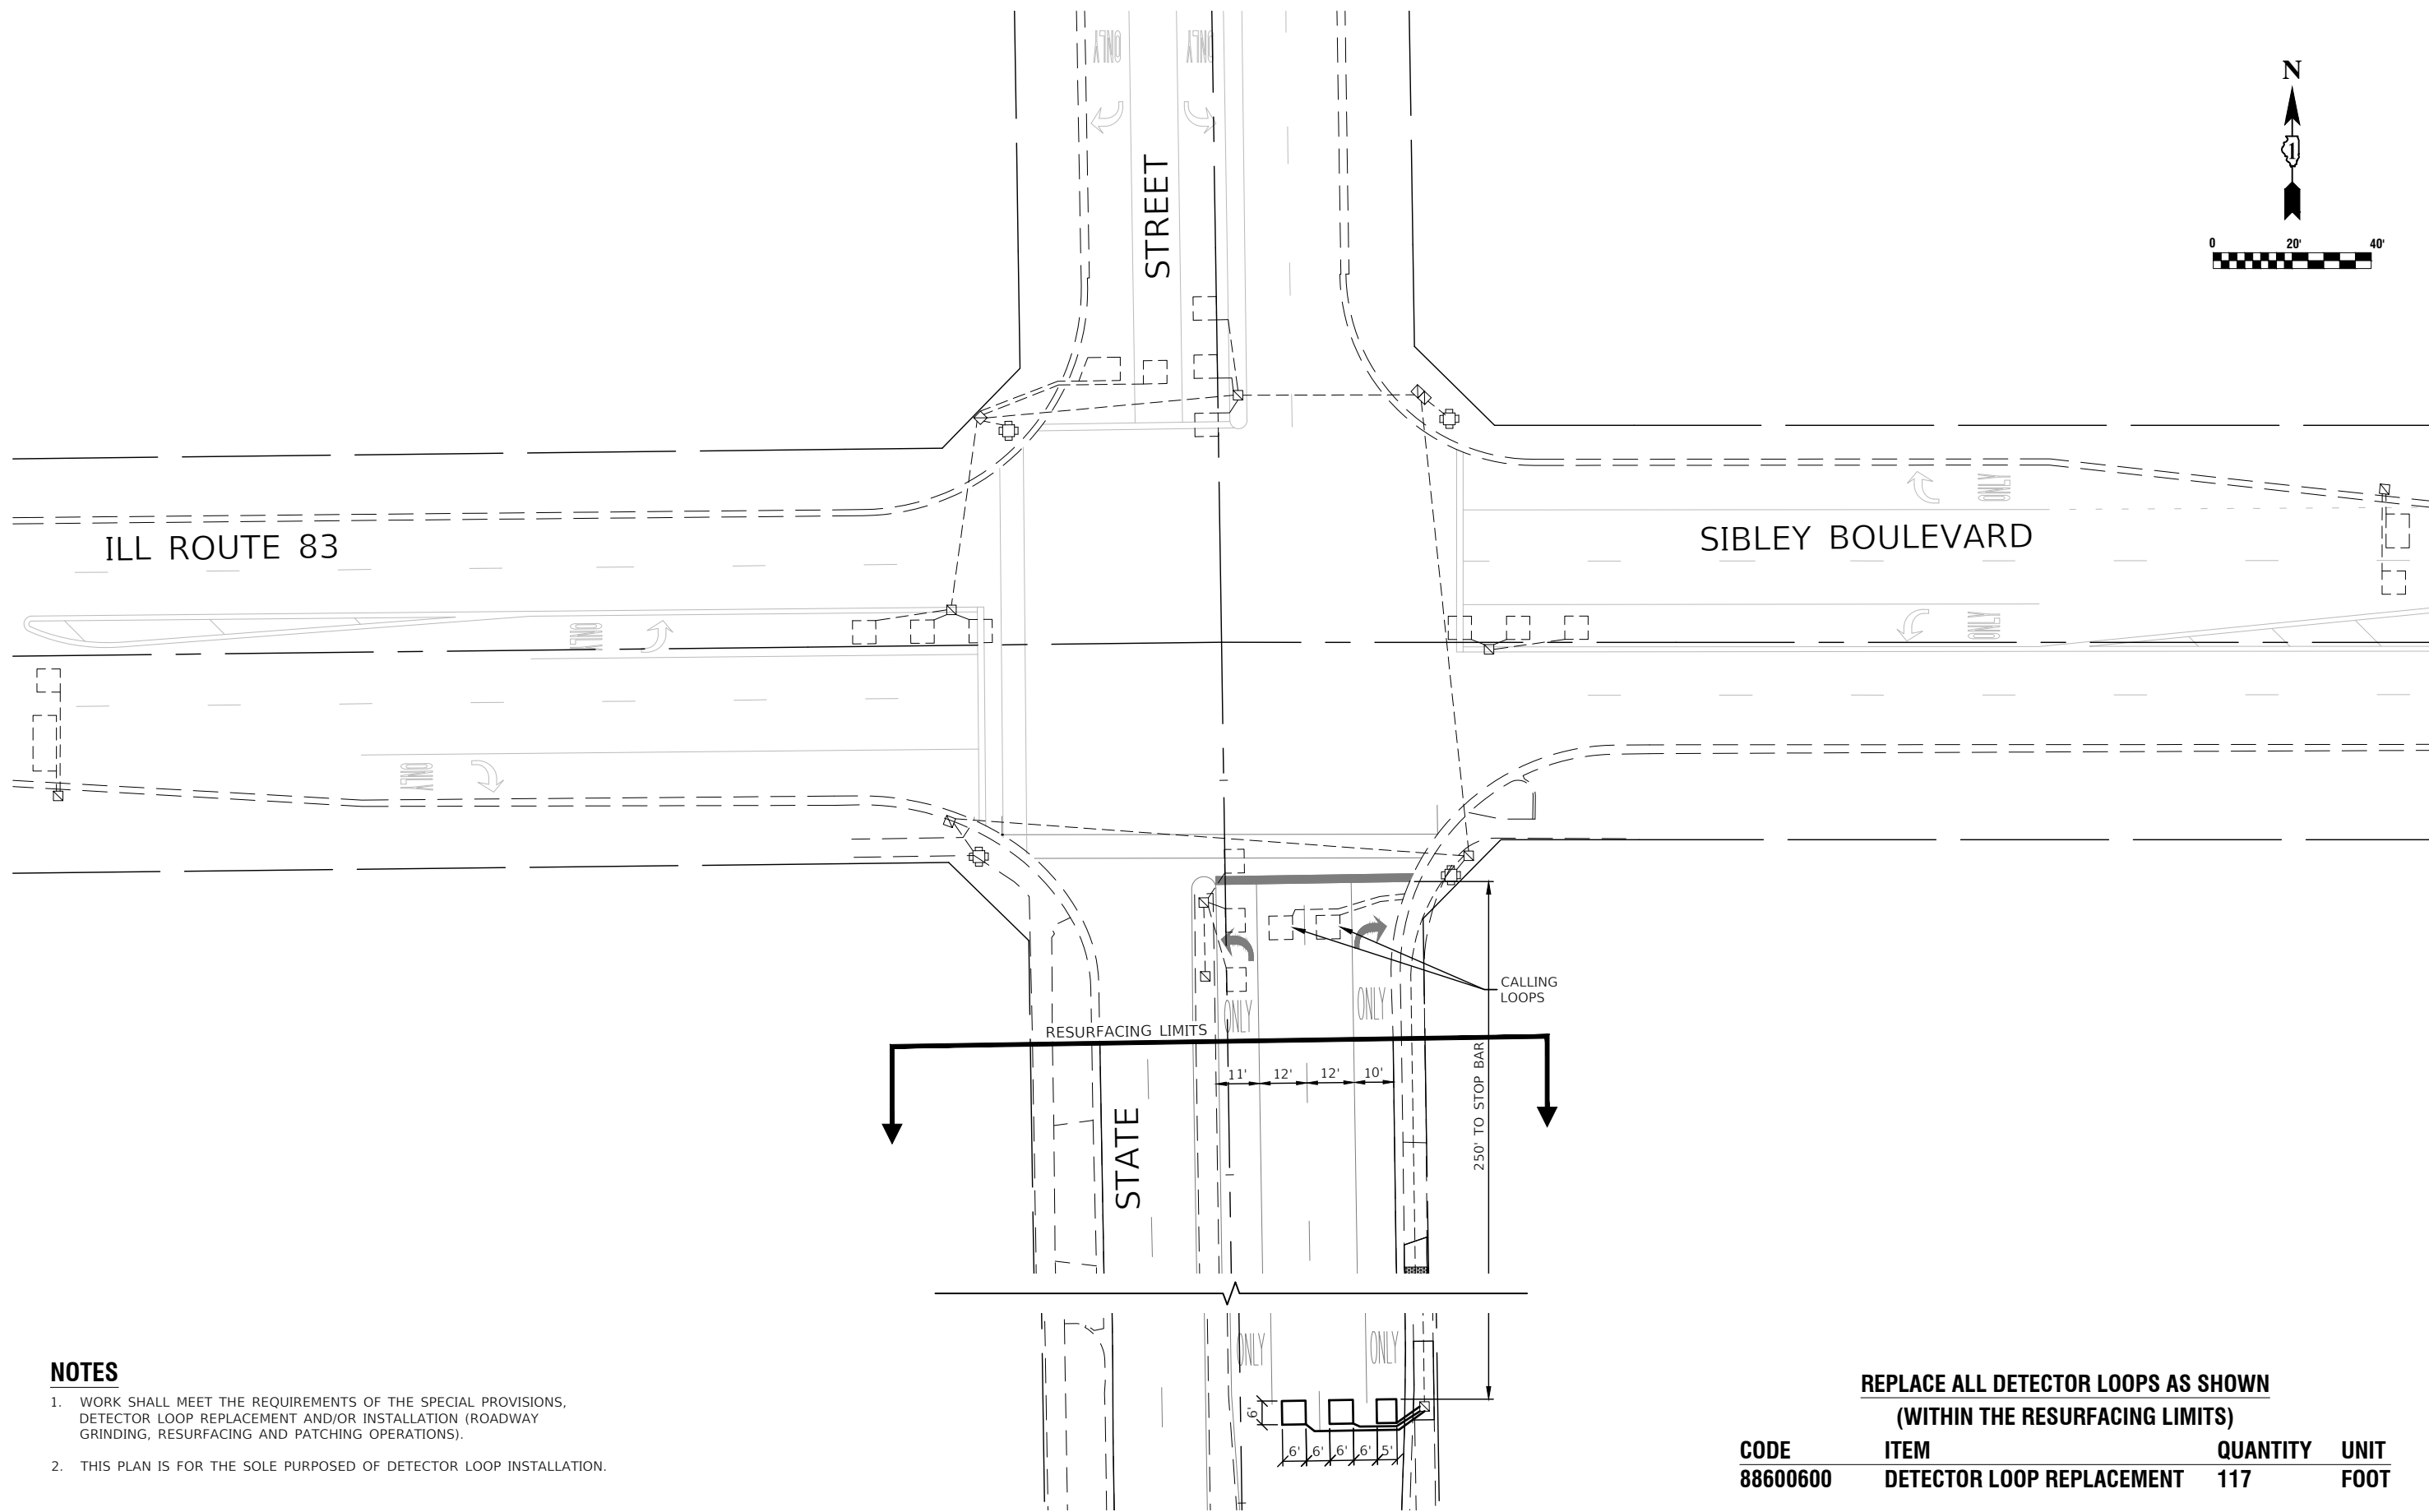 ONLY
ONLY
N
1
STREET
0 20' 40'
ILL ROUTE 83
SIBLEY BOULEVARD
ONLY
ONLY
ONLY
ONLY
CALLING
LOOPS
ONLY
ONLY
RESURFACING LIMITS
11' 12' 12' 10'
250' TO STOP BAR
STATE
ONLY
ONLY
6'
6' 6' 6' 6' 5'
NOTES
1. WORK SHALL MEET THE REQUIREMENTS OF THE SPECIAL PROVISIONS,
DETECTOR LOOP REPLACEMENT AND/OR INSTALLATION (ROADWAY
GRINDING, RESURFACING AND PATCHING OPERATIONS).
2. THIS PLAN IS FOR THE SOLE PURPOSED OF DETECTOR LOOP INSTALLATION.
REPLACE ALL DETECTOR LOOPS AS SHOWN
(WITHIN THE RESURFACING LIMITS)
CODE ITEM QUANTITY UNIT
88600600 DETECTOR LOOP REPLACEMENT 117 FOOT